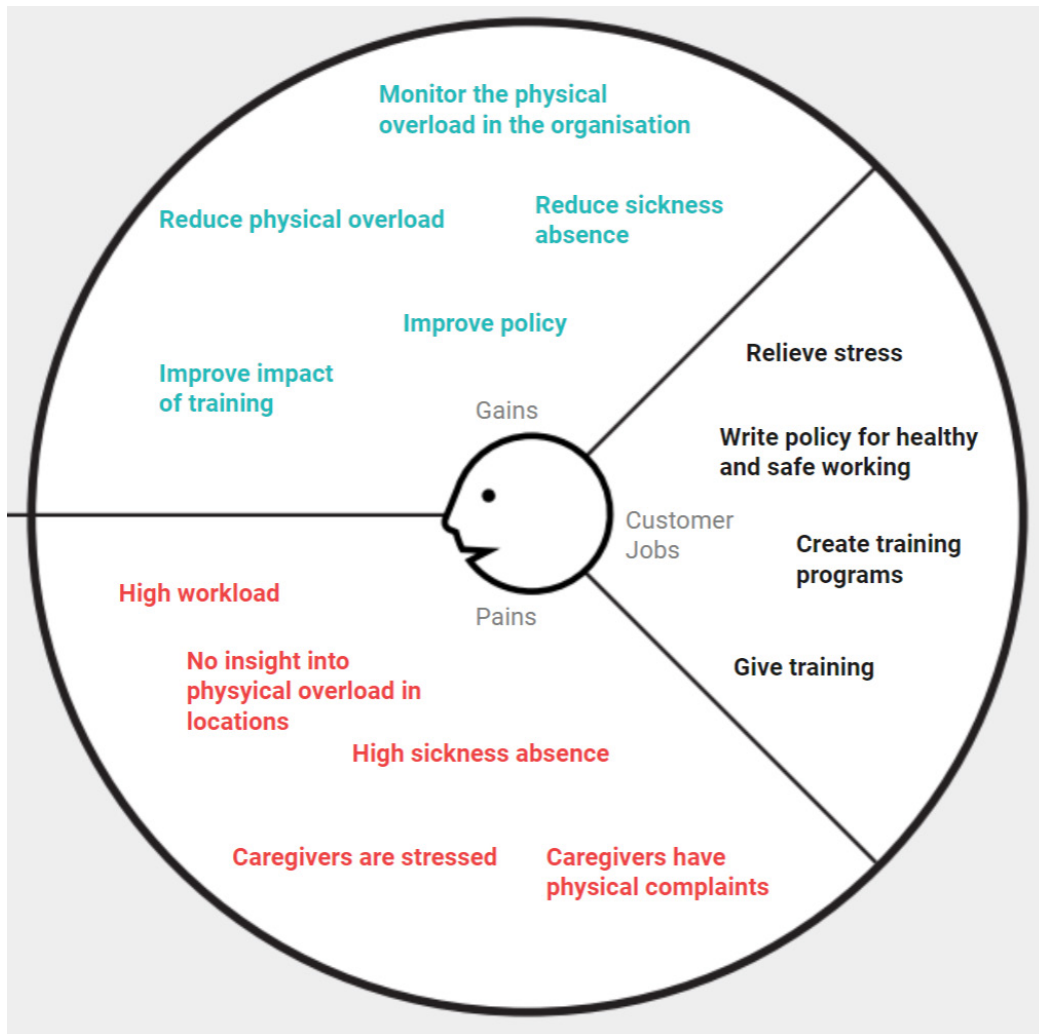 Monitor the physical
overload in the organisation
Reduce physical overload
Reduce sickness
absence
Improve policy
Improve impact
of training
Gains
Relieve stress
Write policy for healthy
and safe working
Customer
Jobs
Create training
programs
Give training
Pains
High workload
No insight into
physyical overload in
locations
High sickness absence
Caregivers are stressed
Caregivers have
physical complaints